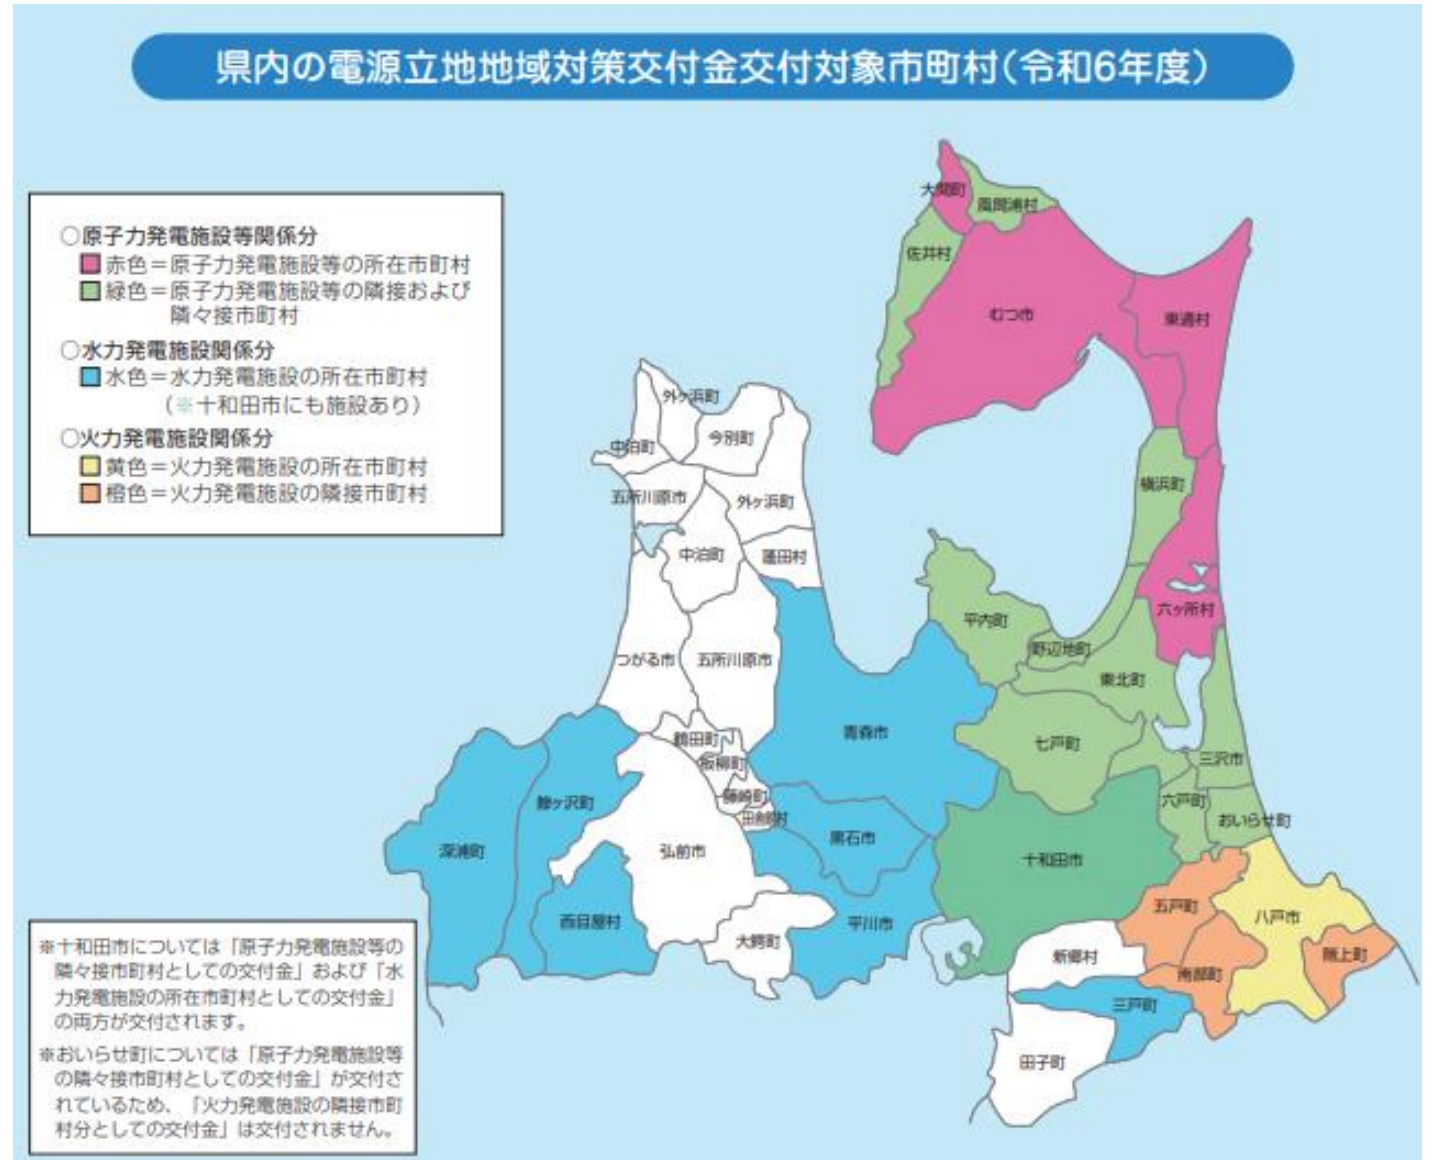 県内の電源立地地域対策交付金交付対象市町村(令和6年度)
○原子力発電施設等関係分
赤色=原子力発電施設等の所在市町村
緑色=原子力発電施設等の隣接および
隣々接市町村
○水力発電施設関係分
水色=水力発電施設の所在市町村
(※十和田市にも施設あり)
○火力発電施設関係分
黄色=火力発電施設の所在市町村
橙色=火力発電施設の隣接市町村
大間町
風間浦村
佐井村
むつ市
東通村
外ヶ浜町
中泊町
今別町
五所川原市
外ヶ浜町
横浜町
中泊町
蓬田村
六ヶ所村
平内町
野辺地町
つがる市
五所川原市
東北町
青森市
鶴田町
七戸町
板柳町
三沢市
藤崎町
鰺ヶ沢町
六戸町
田舎館村
おいらせ町
深浦町
弘前市
黒石市
十和田市
五戸町
八戸市
西目屋村
平川市
大鰐町
新郷村
階上町
南部町
三戸町
田子町
※十和田市については「原子力発電施設等の
隣々接市町村としての交付金」および「水
力発電施設の所在市町村としての交付金」
の両方が交付されます。
※おいらせ町については「原子力発電施設等
の隣々接市町村としての交付金」が交付さ
れているため、「火力発電施設の隣接市町
村分としての交付金」は交付されません。